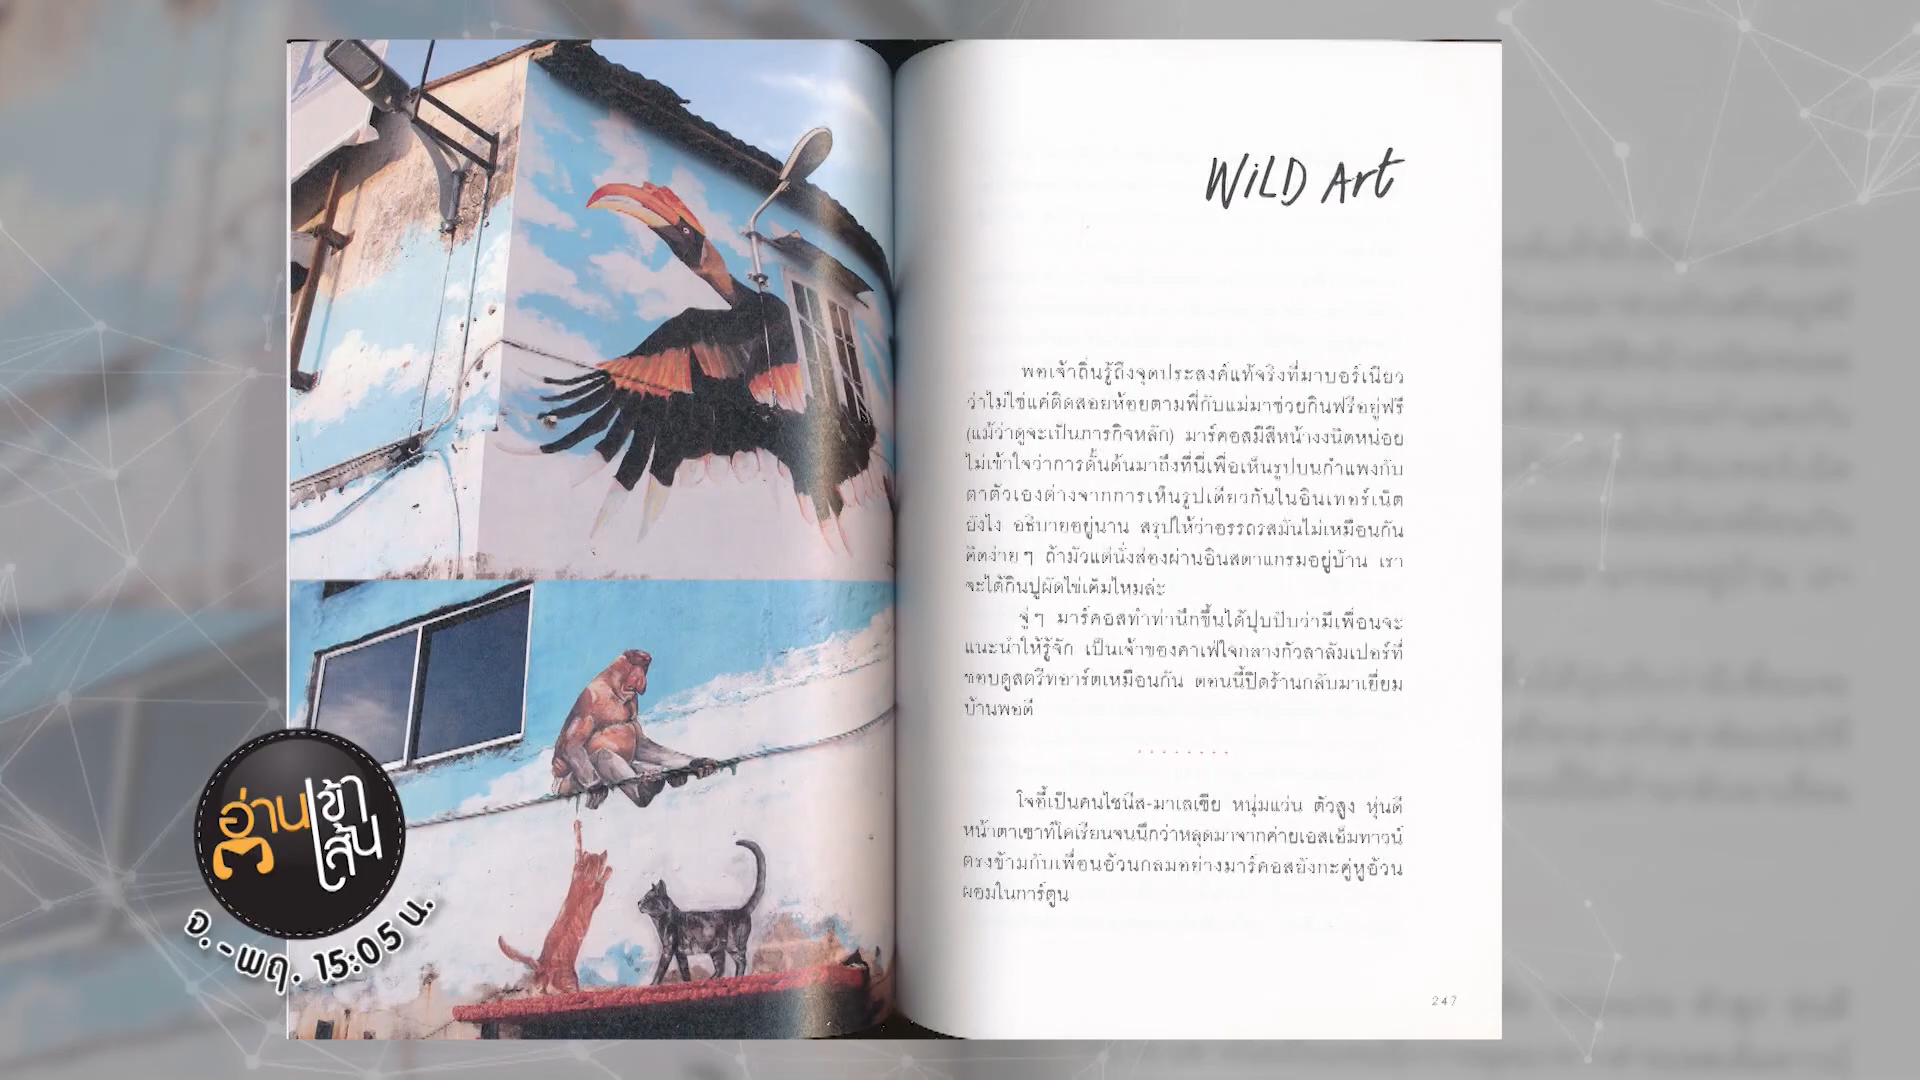 WiLD Art
พอเจ้าถิ่นรู้ถึงจุดประสงค์แท้จริงที่มาบอร์เนียว
ว่าไม่ใช่แค่ติดสอยห้อยตามพี่กับแม่มาช่วยกินฟรีอยู่ฟรี
(แม้ว่าดูจะเป็นภารกิจหลัก) มาร์คอสมีสีหน้างงนิดหน่อย
ไม่เข้าใจว่าการดั้นด้นมาถึงที่นี่เพื่อเห็นรูปบนกำแพงกับ
ตาตัวเองต่างจากการเห็นรูปเดียวกันในอินเทอร์เน็ต
ยังไง อธิบายอยู่นาน สรุปให้ว่าอรรถรสมันไม่เหมือนกัน
คิดง่ายๆ ถ้ามัวแต่นั่งส่องผ่านอินสตาแกรมอยู่บ้าน เรา
จะได้กินปูผัดไข่เค็มไหมล่ะ
จู่ๆ มาร์คอสทำท่านึกขึ้นได้ปุบปับว่ามีเพื่อนจะ
แนะนำให้รู้จัก เป็นเจ้าของคาเฟ่ใจกลางกัวลาลัมเปอร์ที่
ชอบดูสตรีทอาร์ตเหมือนกัน ตอนนี้ปิดร้านกลับมาเยี่ยม
บ้านพอดี
........
โจอี้เป็นคนไชนีส-มาเลเซีย หนุ่มแว่น ตัวสูง หุ่นดี
หน้าตาเซาท์โคเรียนจนนึกว่าหลุดมาจากค่ายเอสเอ็มทาวน์
ตรงข้ามกับเพื่อนอ้วนกลมอย่างมาร์คอสยังกะคู่หูอ้วน
ผอมในการ์ตูน
247
อ่านเข้าเส้น
จ.-พฤ. 15:05 น.